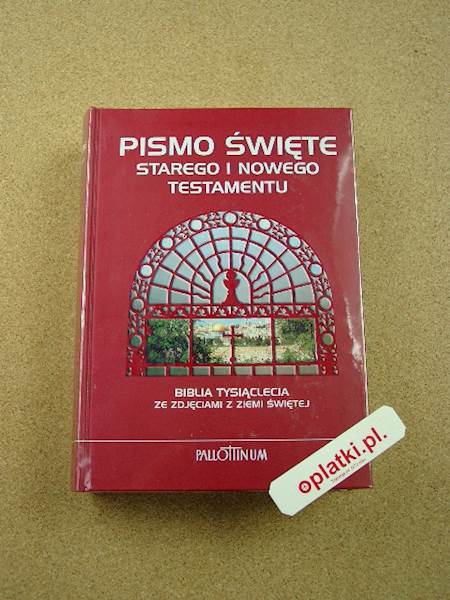 PISMO ŚWIĘTE
STAREGO I NOWEGO
TESTAMENTU
BIBLIA TYSIĄCLECIA
ZE ZDJĘCIAMI Z ZIEMI ŚWIĘTEJ
PALLOTTINUM
oplatki.pl.